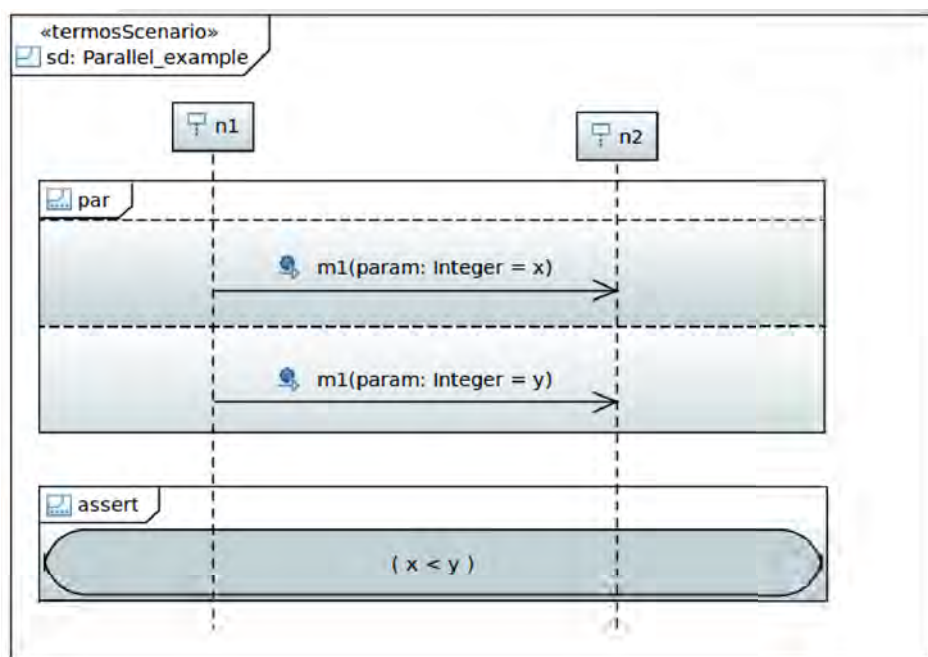 «termosScenario»
sd: Parallel_example
n1
n2
par
m1(param: Integer = x)
m1(param: Integer = y)
assert
( x < y )